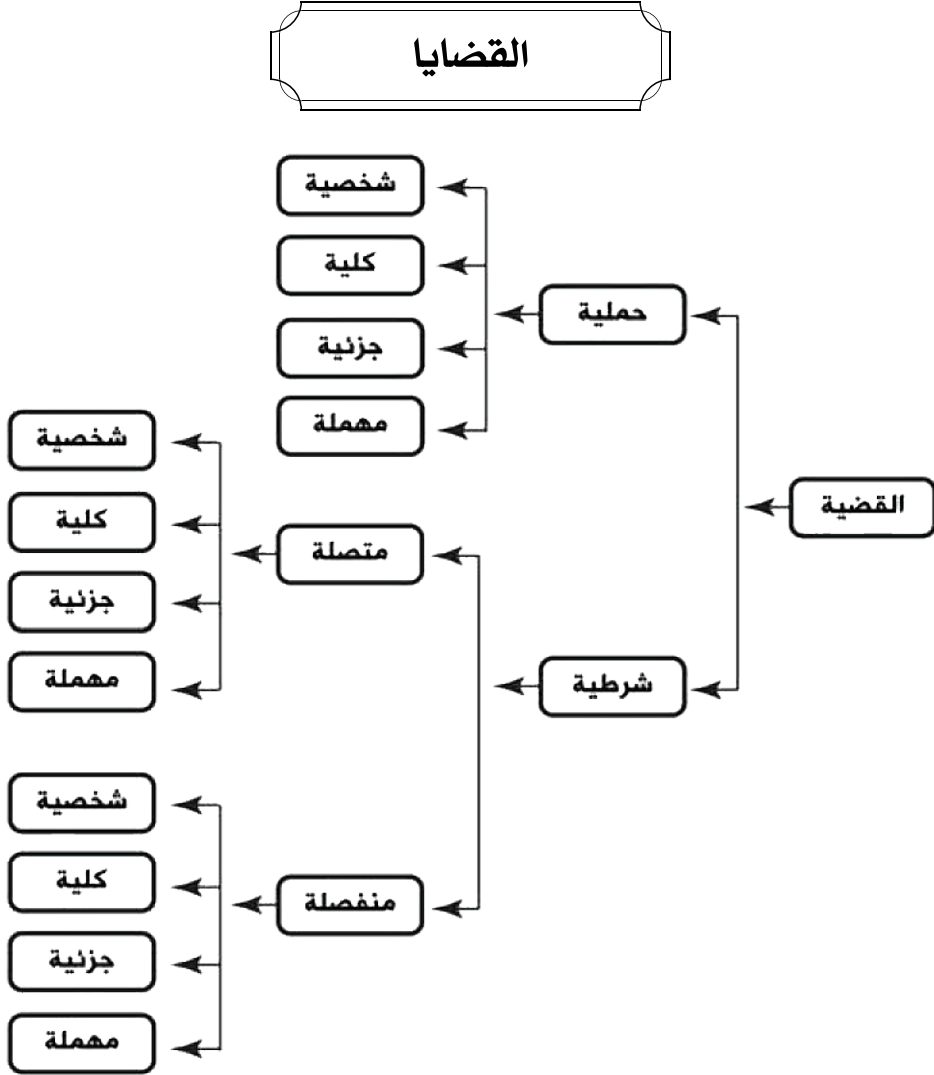 القضايا
القضية
حملية
شخصية
كلية
جزئية
مهملة
شرطية
متصلة
شخصية
كلية
جزئية
مهملة
منفصلة
شخصية
كلية
جزئية
مهملة